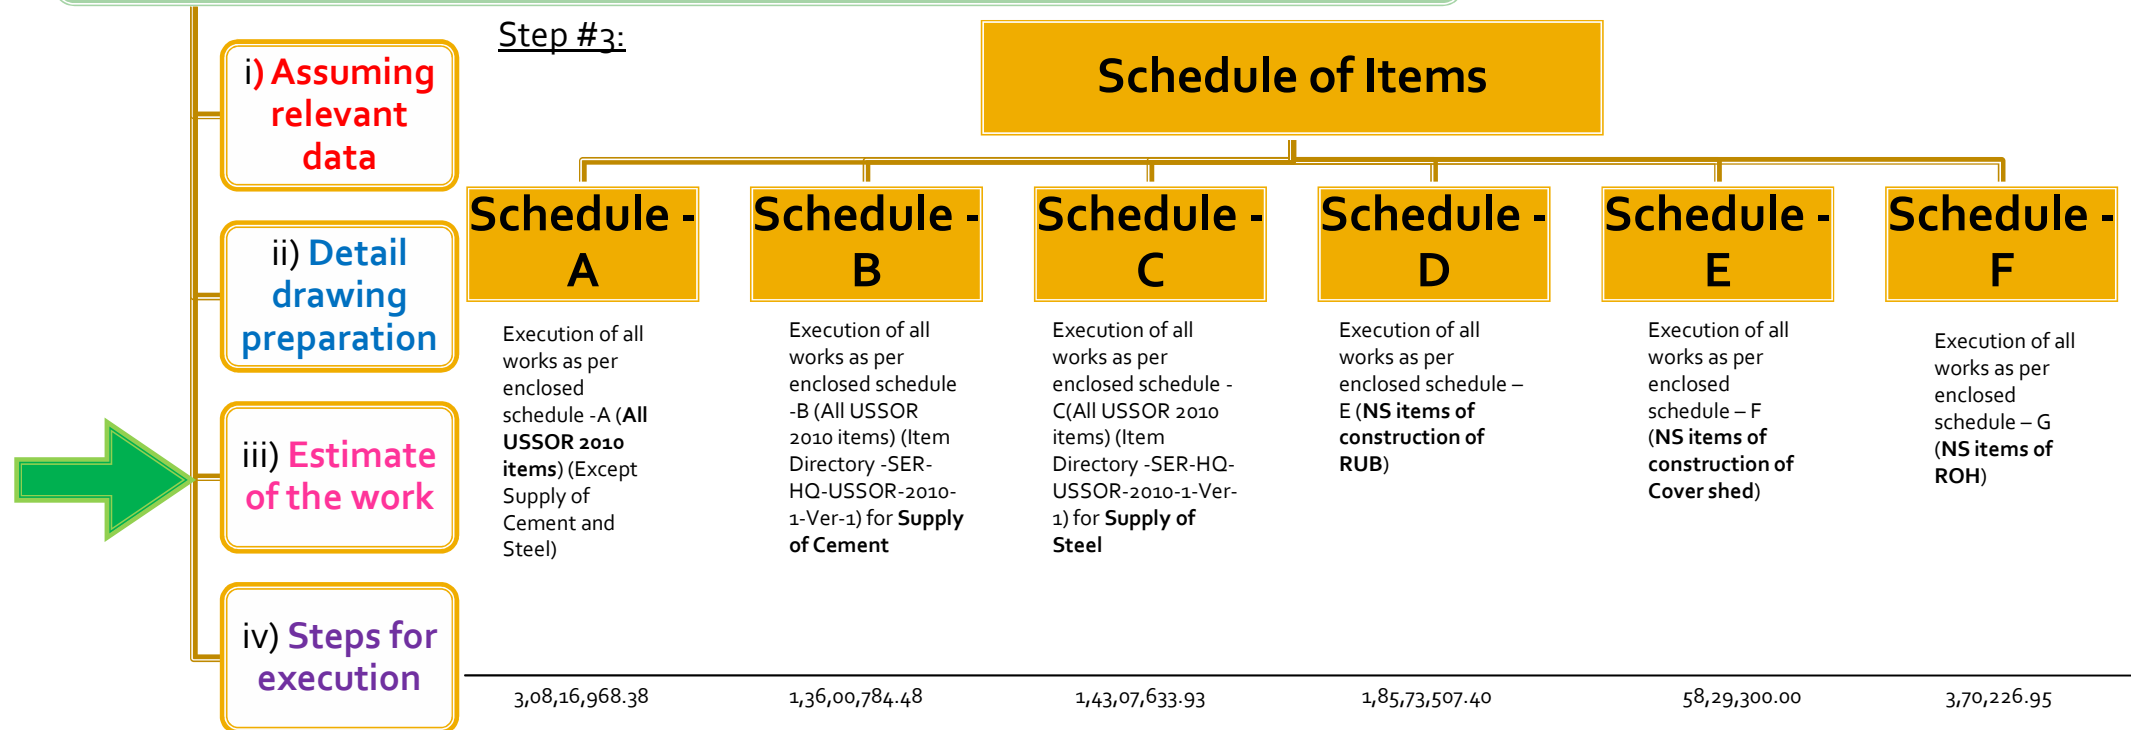 Step #3:
Schedule of Items
i) Assuming
relevant
data
ii) Detail
drawing
preparation
iii) Estimate
of the work
iv) Steps for
execution
Schedule -
A
Execution of all
works as per
enclosed
schedule -A (All
USSOR 2010
items) (Except
Supply of
Cement and
Steel)
3,08,16,968.38
Schedule -
B
Execution of all
works as per
enclosed schedule
-B (All USSOR
2010 items) (Item
Directory -SER-
HQ-USSOR-2010-
1-Ver-1) for Supply
of Cement
1,36,00,784.48
Schedule -
C
Execution of all
works as per
enclosed schedule -
C(All USSOR 2010
items) (Item
Directory -SER-HQ-
USSOR-2010-1-Ver-
1) for Supply of
Steel
1,43,07,633.93
Schedule -
D
Execution of all
works as per
enclosed schedule –
E (NS items of
construction of
RUB)
1,85,73,507.40
Schedule -
E
Execution of all
works as per
enclosed
schedule – F
(NS items of
construction of
Cover shed)
58,29,300.00
Schedule -
F
Execution of all
works as per
enclosed
schedule – G
(NS items of
ROH)
3,70,226.95